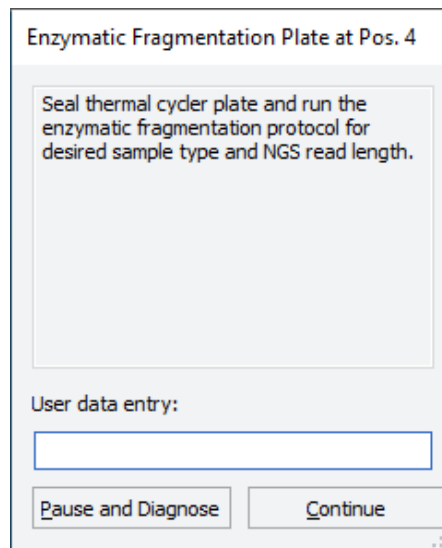 Enzymatic Fragmentation Plate at Pos. 4
Seal thermal cycler plate and run the
enzymatic fragmentation protocol for
desired sample type and NGS read length.
User data entry:
Pause and Diagnose
Continue